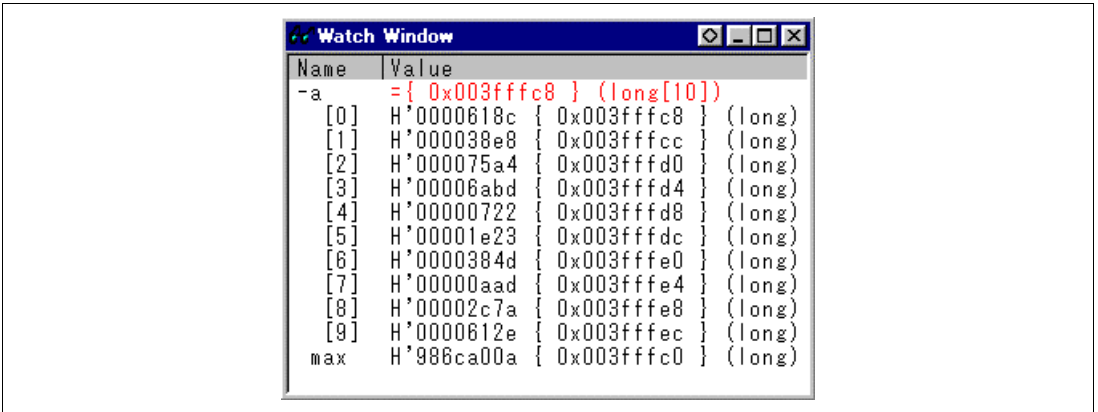 Watch Window
Name Value
-a ={ 0x003fffc8 } (long[10])
[0] H'0000618c { 0x003fffc8 } (long)
[1] H'000038e8 { 0x003fffcc } (long)
[2] H'000075a4 { 0x003fffd0 } (long)
[3] H'00006abd { 0x003fffd4 } (long)
[4] H'00000722 { 0x003fffd8 } (long)
[5] H'00001e23 { 0x003fffdc } (long)
[6] H'0000384d { 0x003fffe0 } (long)
[7] H'00000aad { 0x003fffe4 } (long)
[8] H'00002c7a { 0x003fffe8 } (long)
[9] H'0000612e { 0x003fffec } (long)
max H'986ca00a { 0x003fffc0 } (long)